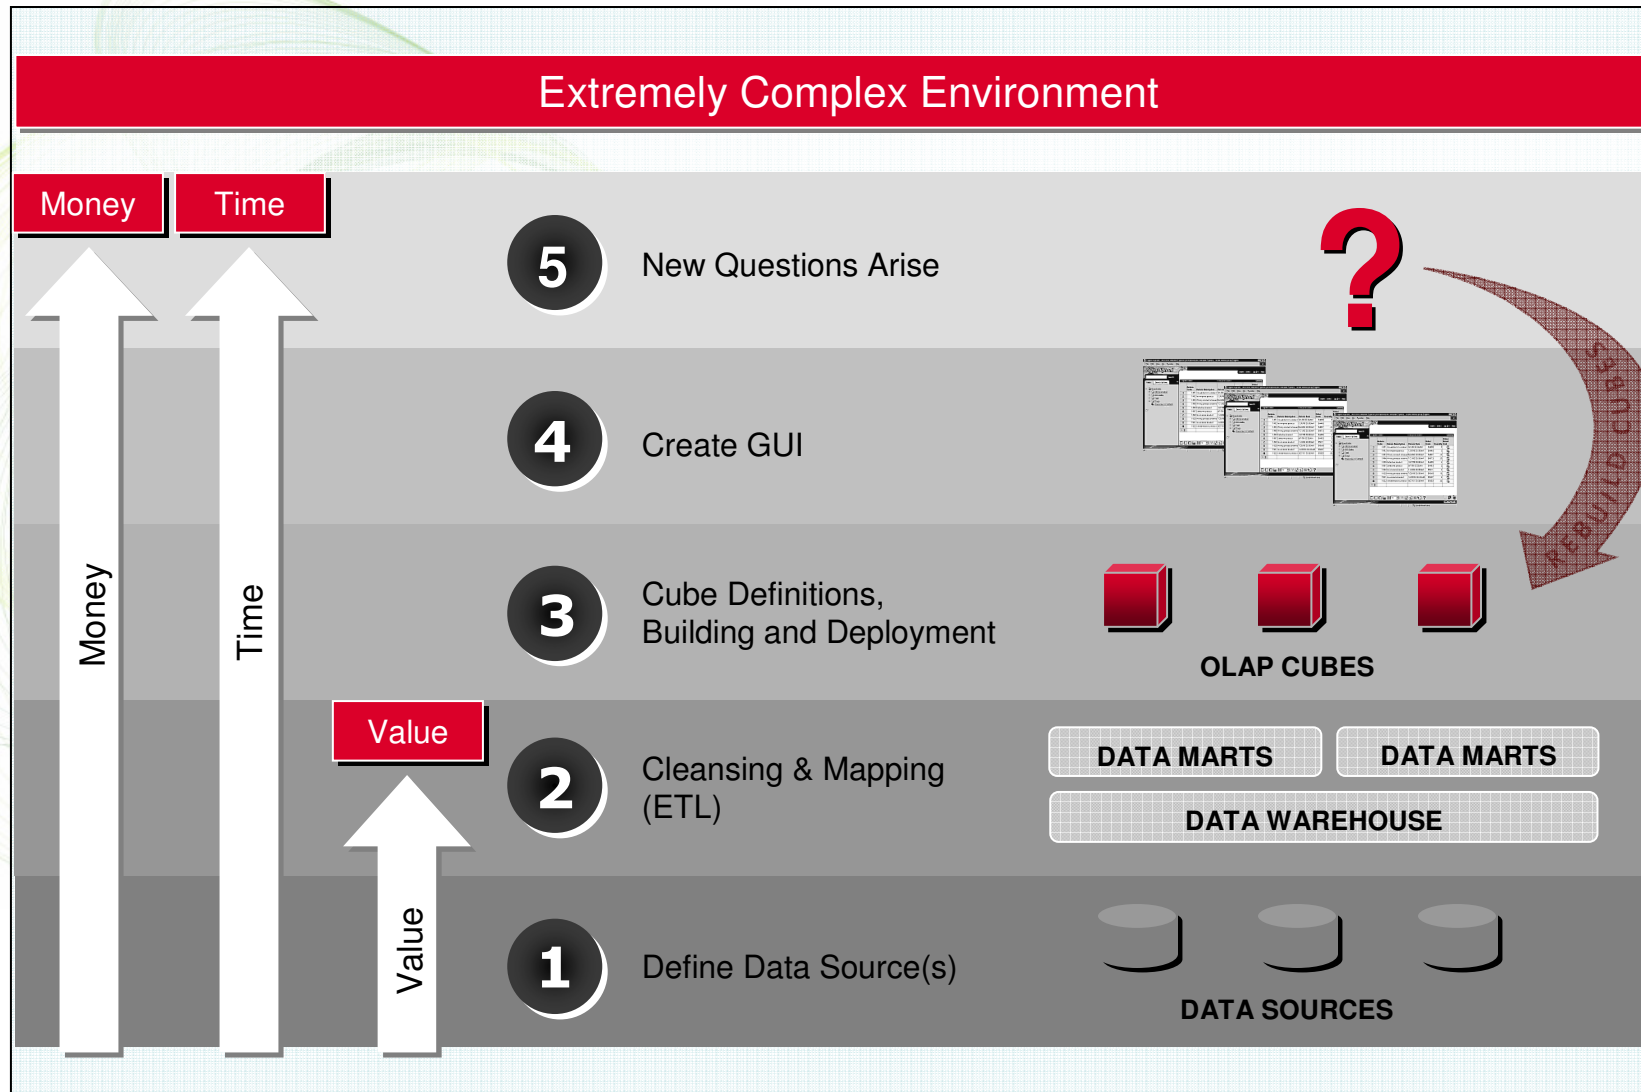 Extremely Complex Environment
Money
Time
5
New Questions Arise
REBUILD CUBES
4
Create GUI
Money
Time
3
Cube Definitions,
Building and Deployment
OLAP CUBES
Value
2
Cleansing & Mapping
(ETL)
DATA MARTS
DATA MARTS
DATA WAREHOUSE
Value
1
Define Data Source(s)
DATA SOURCES